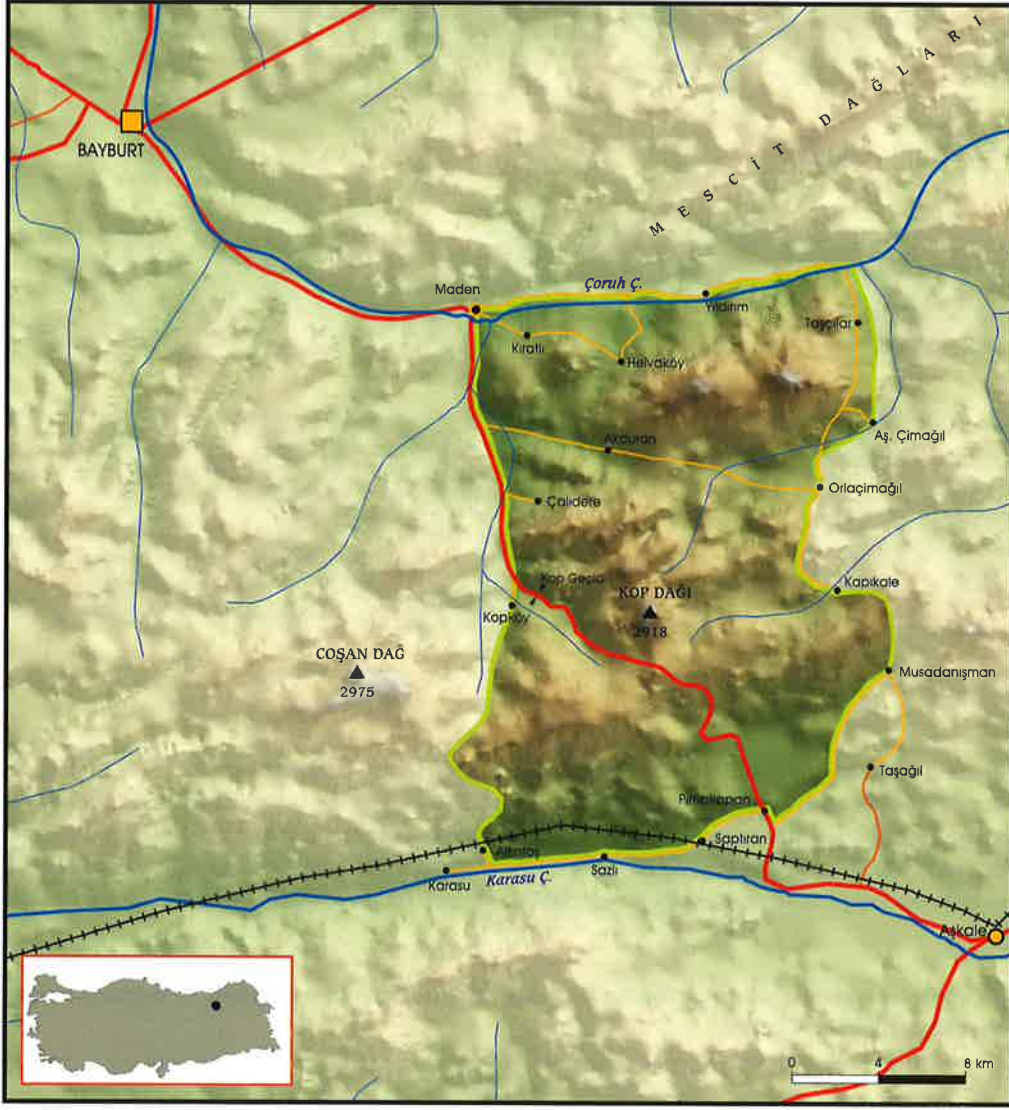 MESCİT DAĞLARI
BAYBURT
Çoruh Ç.
Maden
Yıldırım
Taşçılar
Kıratlı
Helvaköy
Aş. Çimağıl
Akduran
Orlaçimağıl
Çalıdere
Kop Geçidi
KOP DAĞI
2918
Kapıkale
Kopköy
COŞAN DAĞ
2975
Musadanışman
Taşağıl
Saptıran
Altıntaş
Sazlı
Karasu
Karasu Ç.
Aşkale
0 4 8 km